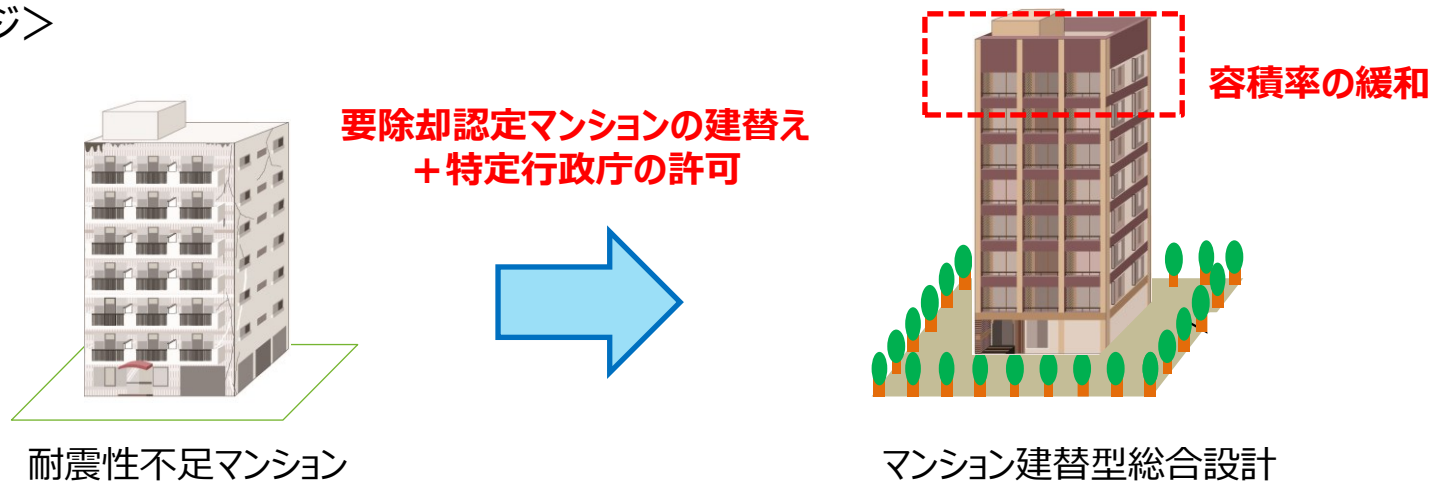 ジ＞
容積率の緩和
要除却認定マンションの建替え
＋特定行政庁の許可
耐震性不足マンション
マンション建替型総合設計